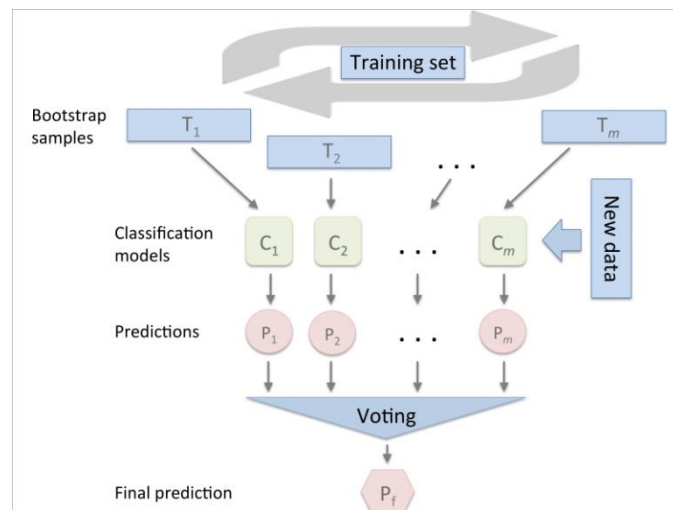 Training set
Bootstrap
samples
T1
T2
. . .
Tm
Classification
models
C1
C2
. . .
Cm
New data
Predictions
P1
P2
. . .
Pm
Voting
Final prediction
Pf